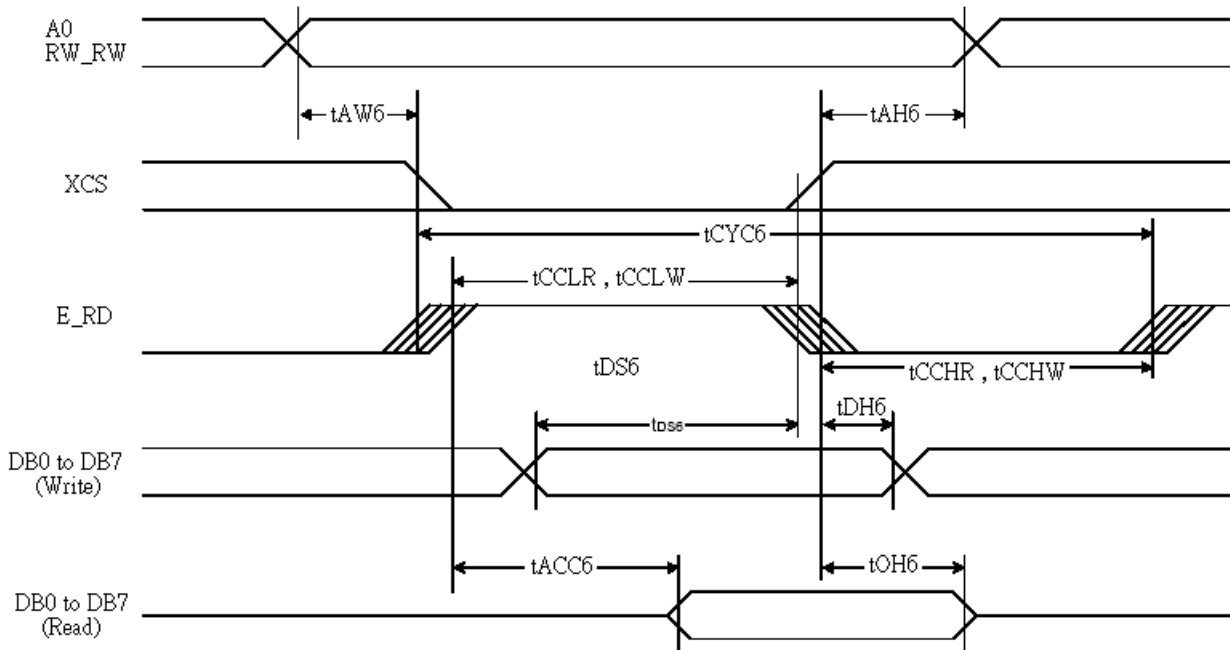 A0
RW_RW
tAW6
tAH6
XCS
tCYC6
tCCLR , tCCLW
E_RD
tDS6
tCCHR , tCCHW
tDH6
tDS6
DB0 to DB7
(Write)
tACC6
tOH6
DB0 to DB7
(Read)